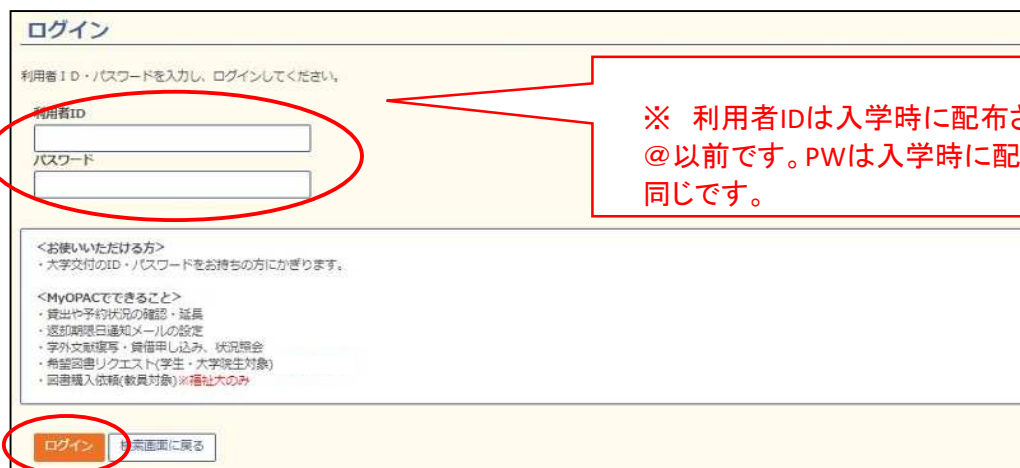 ログイン
利用者ID・パスワードを入力し、ログインしてください。
利用者ID
パスワード
※ 利用者IDは入学時に配布さ
@以前です。PWは入学時に配
同じです。
<お使いいただける方>
・大学交付のID・パスワードをお持ちの方にかぎります。
<MyOPACでできること>
・貸出や予約状況の確認・延長
・返却期限日通知メールの設定
・学外文献複写・貸借申し込み、状況照会
・希望図書リクエスト(学生・大学院生対象)
・図書購入依頼(教員対象)※福祉大のみ
ログイン 検索画面に戻る